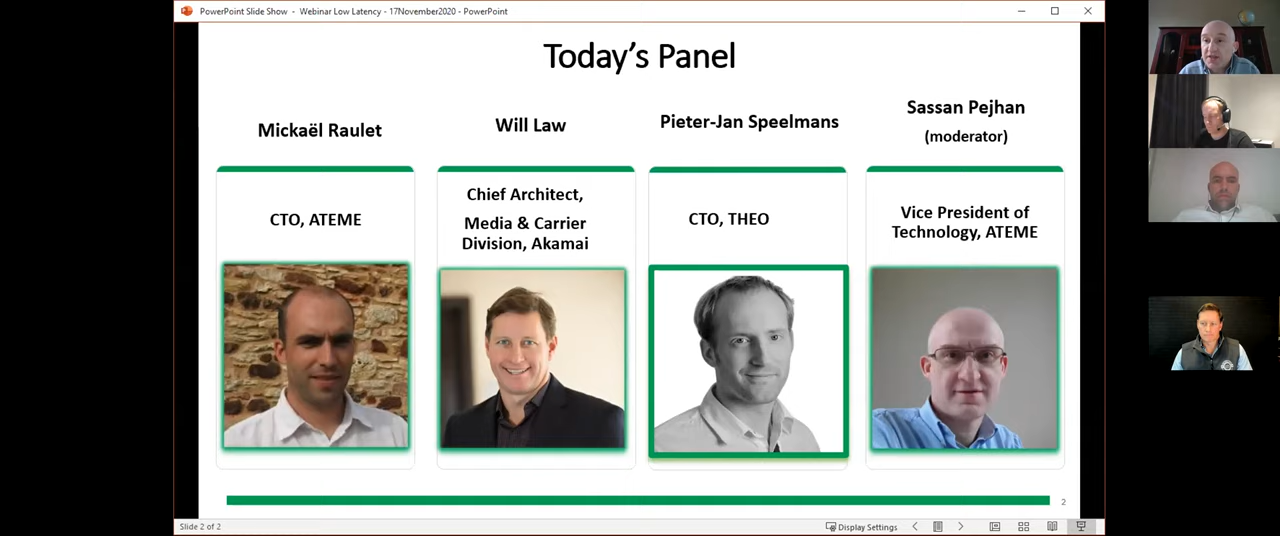 PowerPoint Slide Show - Webinar Low Latency - 17November2020 - PowerPoint
Today's Panel
Mickaël Raulet
CTO, ATEME
Will Law
Chief Architect,
Media & Carrier
Division, Akamai
Pieter-Jan Speelmans
CTO, THEO
Sassan Pejhan
(moderator)
Vice President of
Technology, ATEME
2
Slide 2 of 2
Display Settings